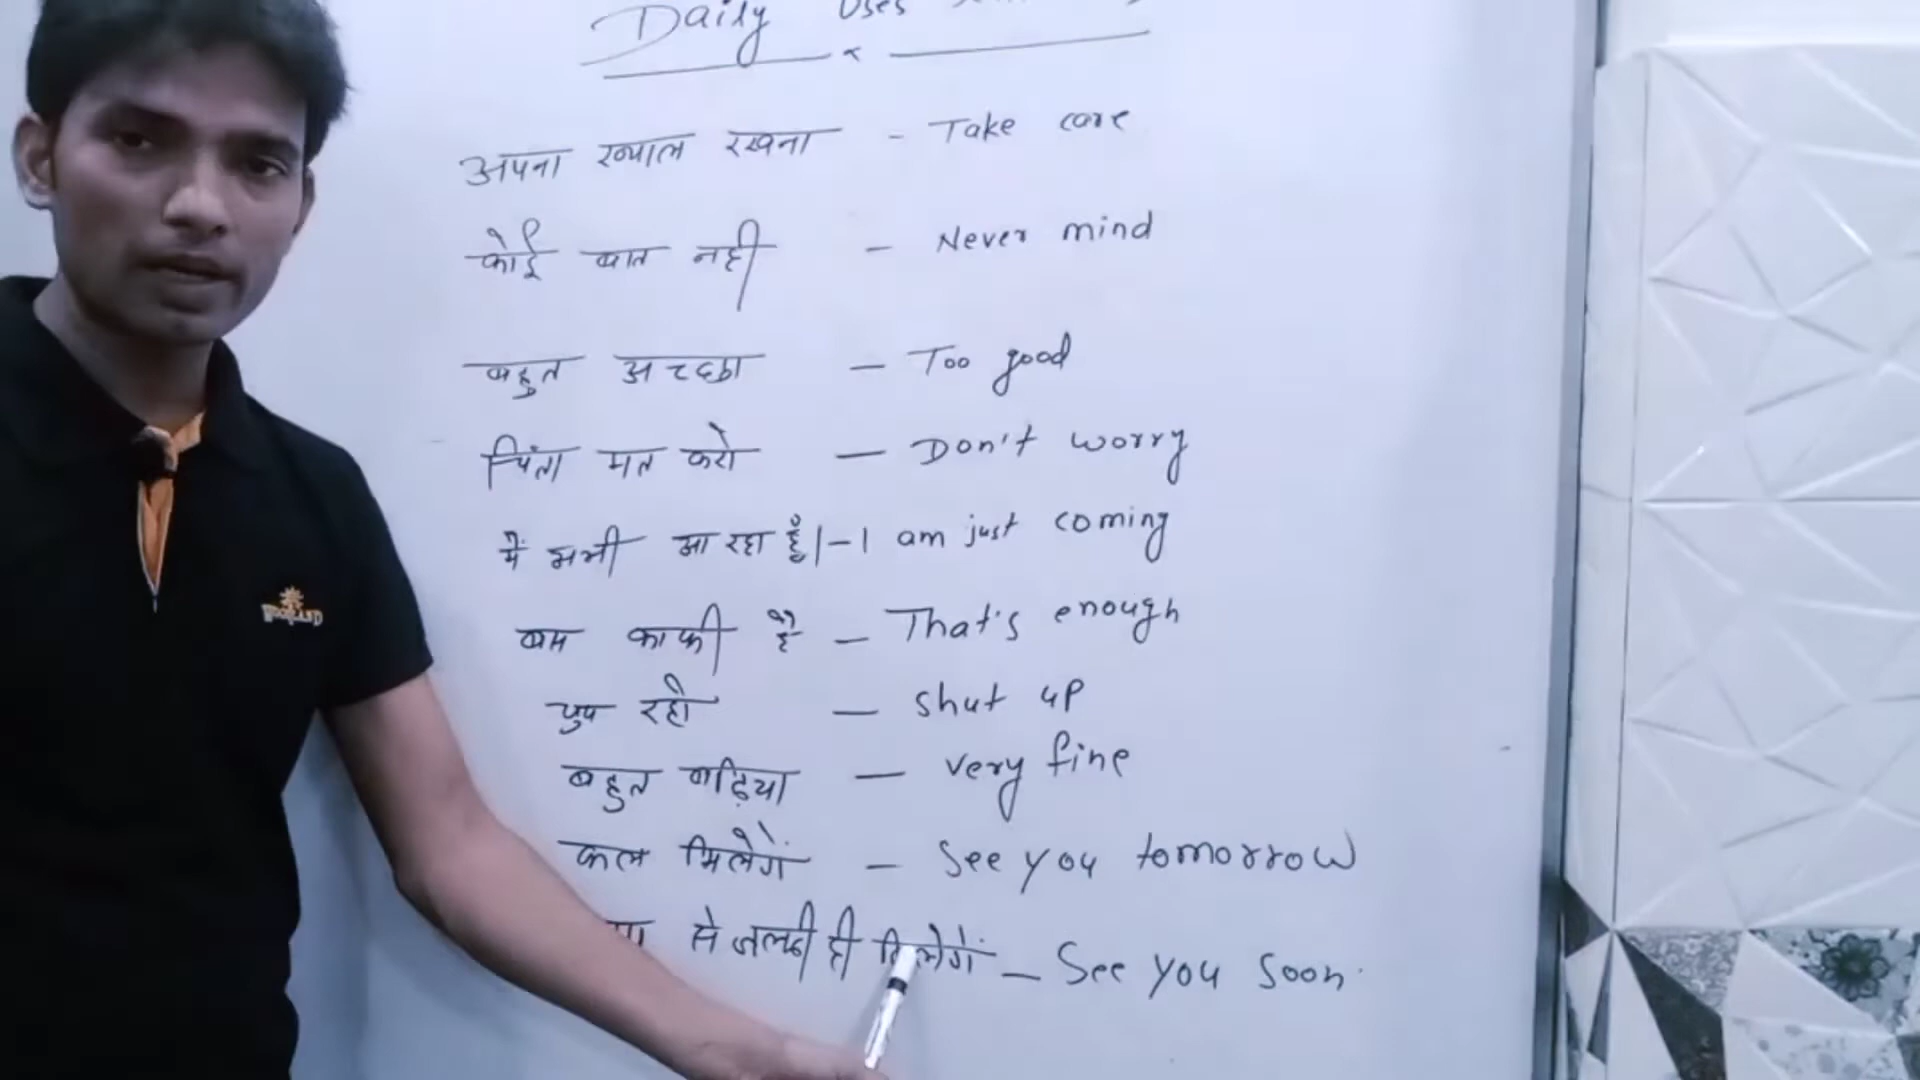 Daily Uses
अपना ख्याल रखना - Take care
कोई बात नही - Never mind
बहुत अच्छा - Too good
चिंता मत करो - Don't worry
मैं अभी आ रहा हूँ। - I am just coming
बस काफी है - That's enough
चुप रहो - Shut up
बहुत बढ़िया - very fine
कल मिलेगें - See you tomorrow
से जल्दी ही मिलेगें - See you soon.